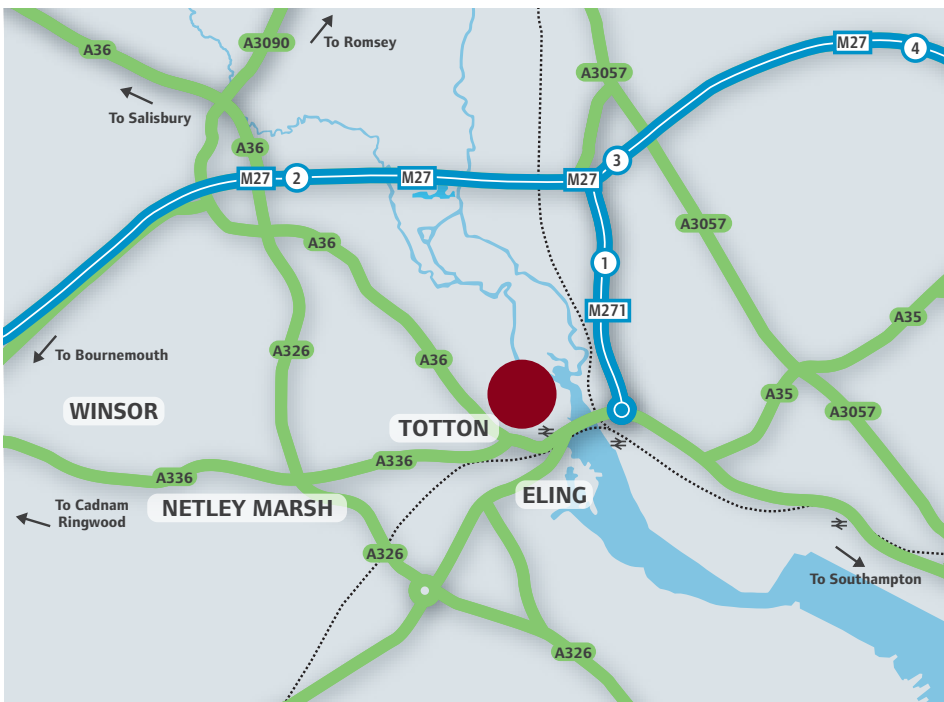 A36
A3090
To Romsey
M27
4
A3057
To Salisbury
A36
3
M27
2
M27
M27
A3057
A36
1
M271
A35
A326
To Bournemouth
A36
A35
WINSOR
A3057
TOTTON
A336
A336
ELING
NETLEY MARSH
To Cadnam
Ringwood
A326
To Southampton
A326